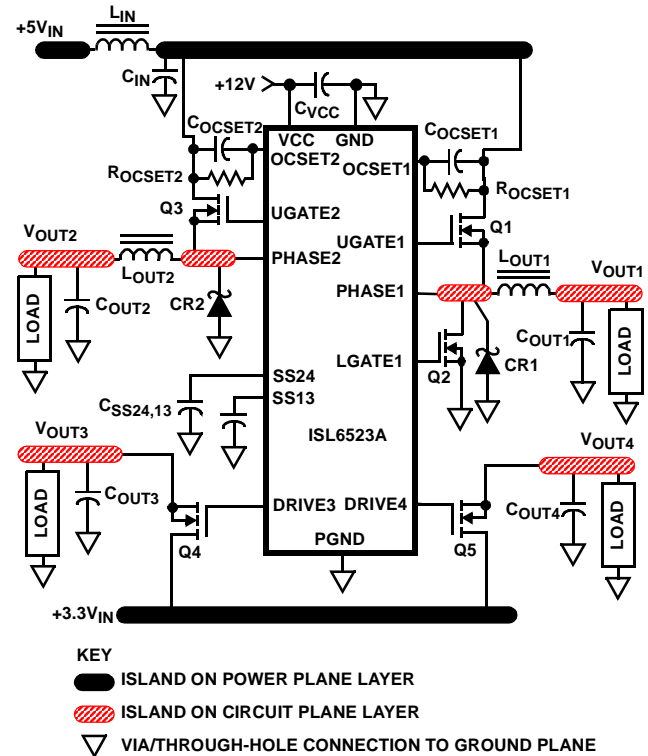 LIN
+5VIN
CIN
+12V
CVCC
COCSET2
VCC
GND
COCSET1
OCSET2
OCSET1
ROCSET2
ROCSET1
Q3
Q1
UGATE2
UGATE1
VOUT2
LOUT2
PHASE2
PHASE1
LOUT1
VOUT1
LOAD
COUT2
CR2
COUT1
LOAD
LGATE1
Q2
CR1
SS24
CSS24,13
SS13
ISL6523A
VOUT3
VOUT4
LOAD
COUT3
DRIVE3
DRIVE4
COUT4
LOAD
Q4
PGND
Q5
+3.3VIN
KEY
ISLAND ON POWER PLANE LAYER
ISLAND ON CIRCUIT PLANE LAYER
VIA/THROUGH-HOLE CONNECTION TO GROUND PLANE